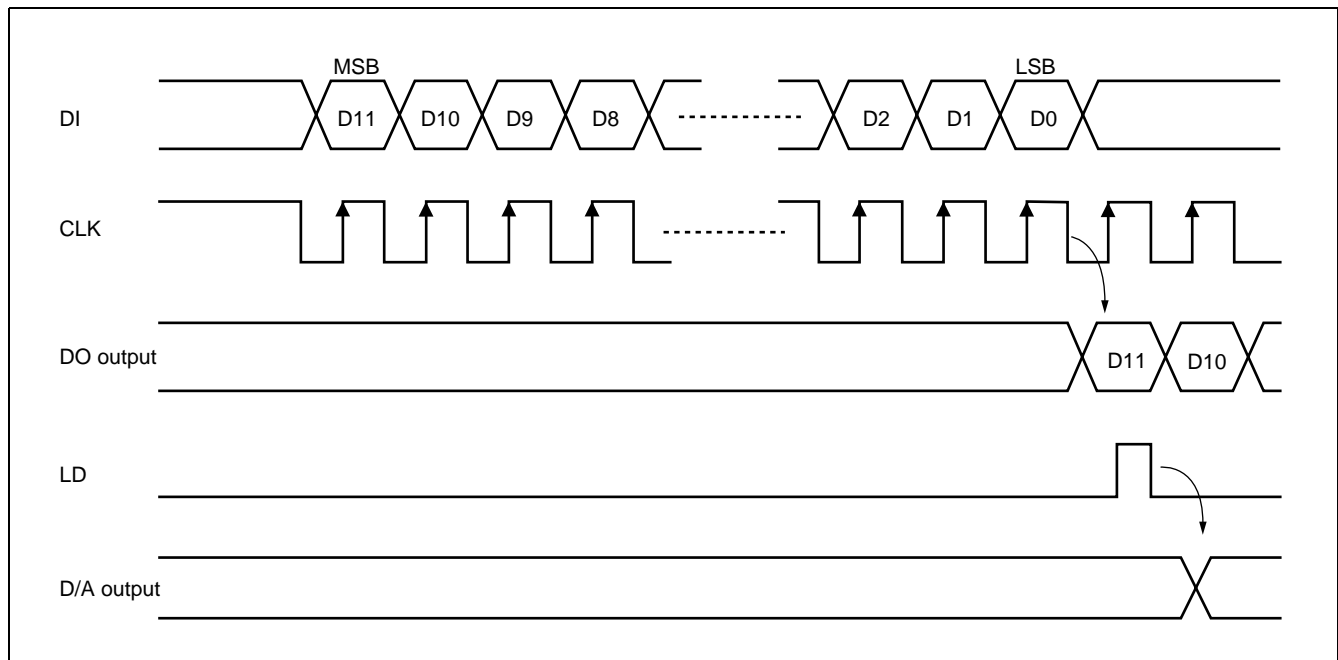 MSB LSB
DI D11 D10 D9 D8 D2 D1 D0
CLK
DO output D11 D10
LD
D/A output